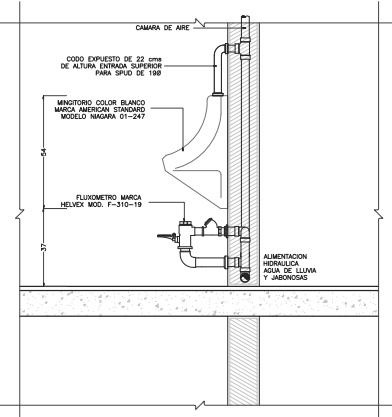 CAMARA DE AIRE
CODO EXPUESTO DE 22 cms
DE ALTURA ENTRADA SUPERIOR
PARA SPUD DE 190
MINGITORIO COLOR BLANCO
MARCA AMERICAN STANDARD
MODELO NIAGARA 01-247
54
FLUXOMETRO MARCA
HELVEX MOD. F-310-19
37
ALIMENTACION
HIDRAULICA
AGUA DE LLUVIA
Y JABONOSAS